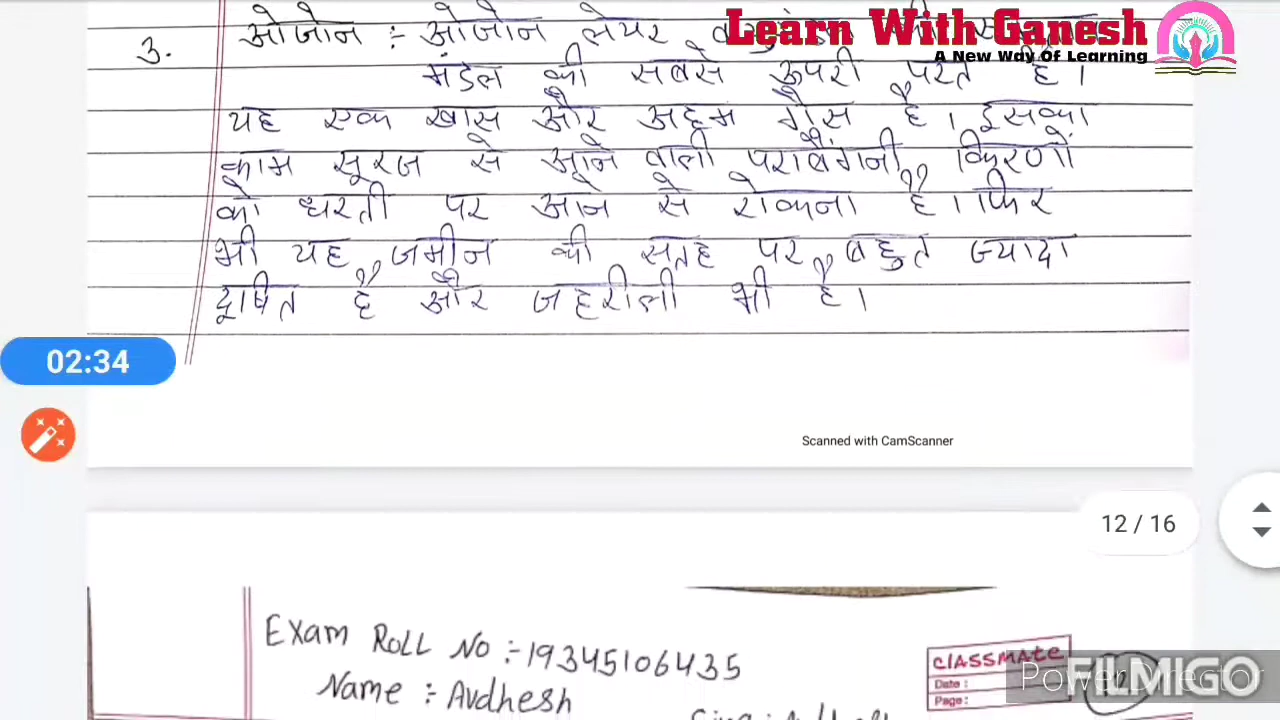 Learn With Ganesh
A New Way Of Learning
3. ओजोन :- ओजोन लेयर
मंडल की सबसे ऊपरी परत है।
यह एक खास और अहम गैस है। इसका
काम सूरज से आने वाली पराबैंगनी किरणों
को धरती पर आने से रोकना है। फिर
भी यह जमीन की सतह पर बहुत ज्यादा
दूषित है और जहरीली भी है।
02:34
Scanned with CamScanner
12 / 16
Exam Roll No :- 19345106435
Name : Avdhesh
CLASSMATE
Date :
Page :
FILMIGO